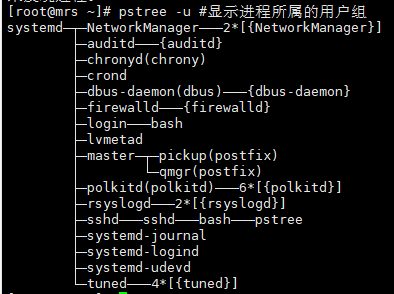 [root@mrs ~]# pstree -u #显示进程所属的用户组
systemd─┬─NetworkManager───2*[{NetworkManager}]
        ├─auditd───{auditd}
        ├─chronyd(chrony)
        ├─crond
        ├─dbus-daemon(dbus)───{dbus-daemon}
        ├─firewalld───{firewalld}
        ├─login───bash
        ├─lvmetad
        ├─master─┬─pickup(postfix)
        │        └─qmgr(postfix)
        ├─polkitd(polkitd)───6*[{polkitd}]
        ├─rsyslogd───2*[{rsyslogd}]
        ├─sshd───sshd───bash───pstree
        ├─systemd-journal
        ├─systemd-logind
        ├─systemd-udevd
        └─tuned───4*[{tuned}]